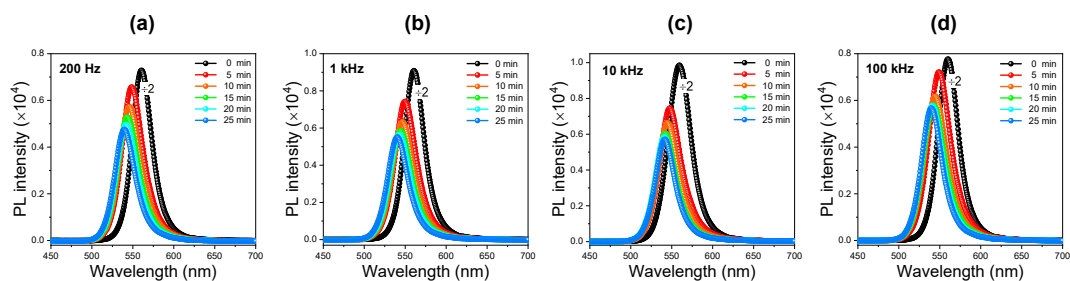 (a)
(b)
(c)
(d)
PL intensity (×10⁴)
0.8
0.6
0.4
0.2
0.0
200 Hz
÷2
0 min
5 min
10 min
15 min
20 min
25 min
450 500 550 600 650 700
Wavelength (nm)
PL intensity (×10⁴)
1.0
0.8
0.6
0.4
0.2
0.0
1 kHz
÷2
0 min
5 min
10 min
15 min
20 min
25 min
450 500 550 600 650 700
Wavelength (nm)
PL intensity (×10⁴)
1.0
0.8
0.6
0.4
0.2
0.0
10 kHz
÷2
0 min
5 min
10 min
15 min
20 min
25 min
450 500 550 600 650 700
Wavelength (nm)
PL intensity (×10⁴)
0.8
0.6
0.4
0.2
0.0
100 kHz
÷2
0 min
5 min
10 min
15 min
20 min
25 min
450 500 550 600 650 700
Wavelength (nm)